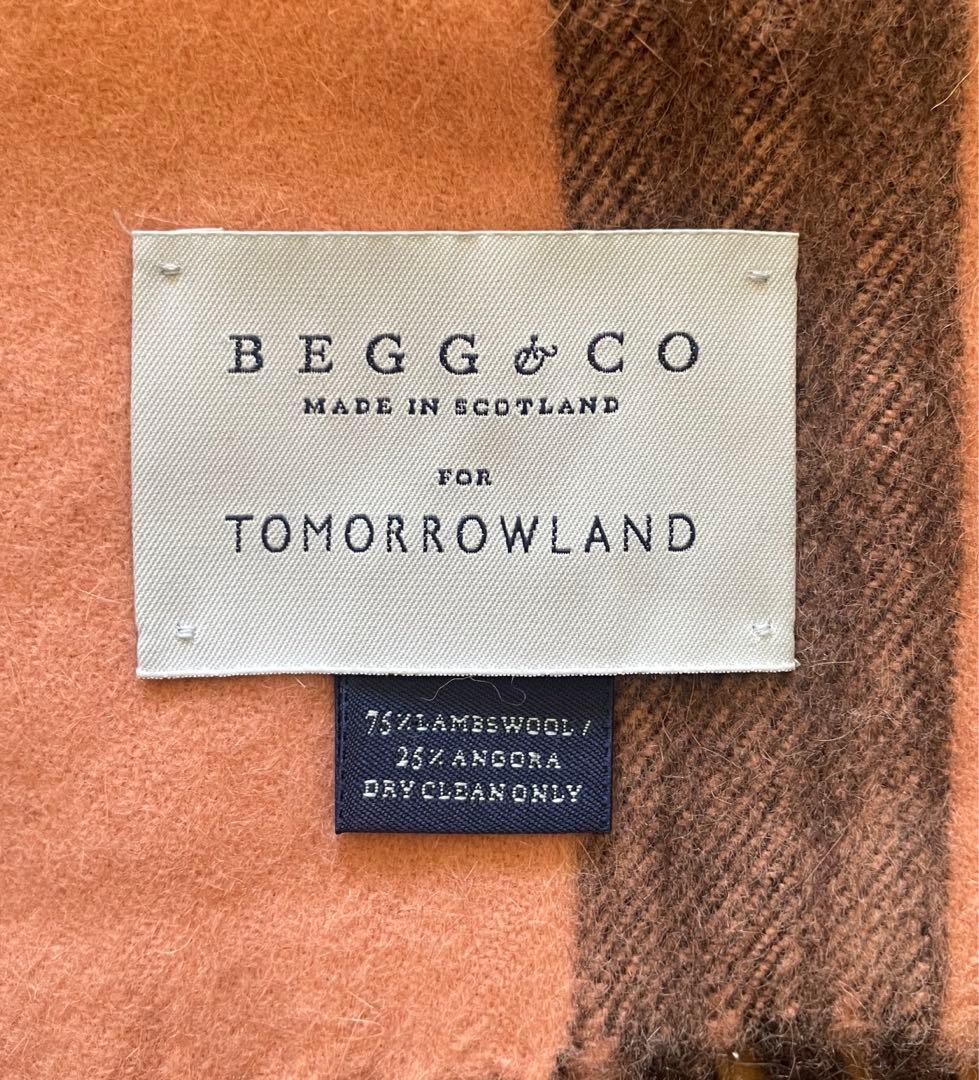 BEGG & CO
MADE IN SCOTLAND
FOR
TOMORROWLAND
75% LAMBSWOOL /
25% ANGORA
DRY CLEAN ONLY